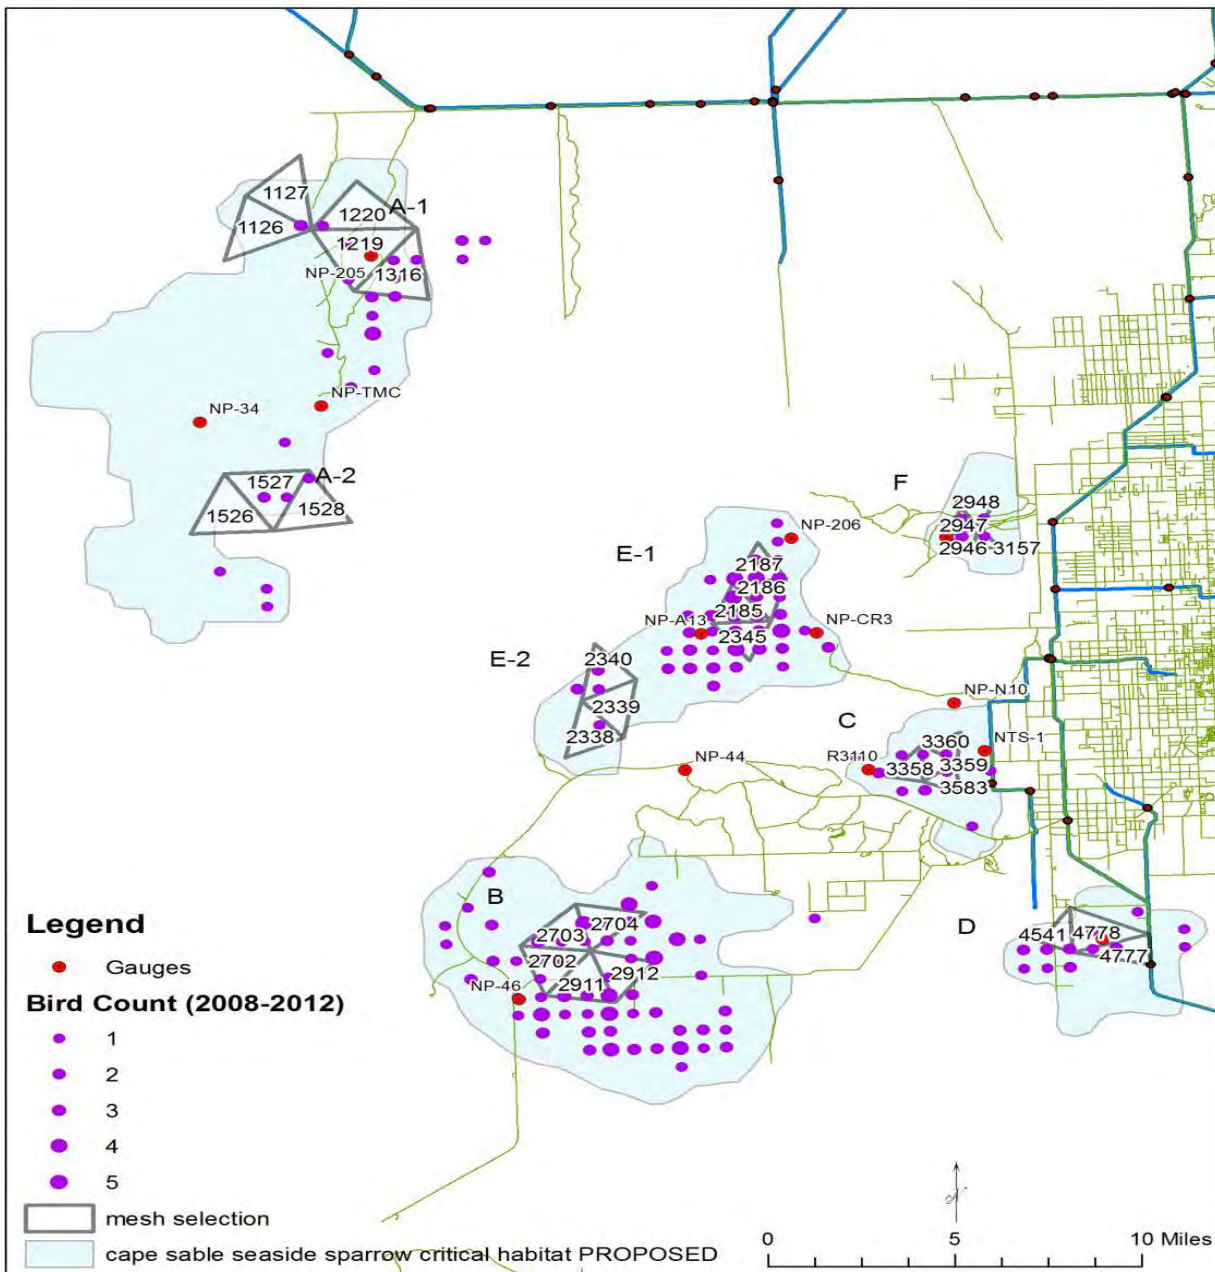 1127
1220
A-1
1126
1219
NP-205
1316
NP-TMC
NP-34
A-2
1527
1526
1528
F
2948
NP-206
2947
E-1
2946
3157
2187
2186
2185
NP-A13
NP-CR3
2345
E-2
2340
NP-N10
2339
C
2338
3360
NTS-1
NP-44
R3110
3358
3359
3583
B
2704
2703
D
4541
4778
4777
2702
2912
2911
NP-46
Legend
Gauges
Bird Count (2008-2012)
1
2
3
4
5
mesh selection
cape sable seaside sparrow critical habitat PROPOSED
N
0 5 10 Miles